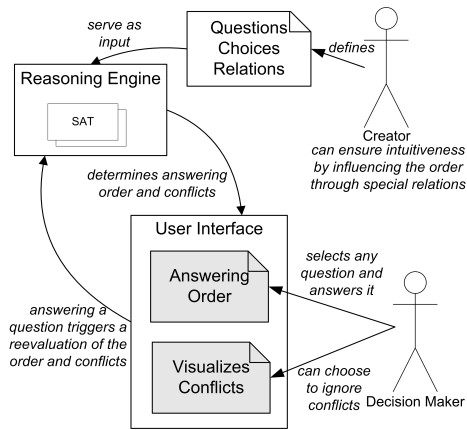 serve as
input
Questions
Choices
Relations
defines
Reasoning Engine
SAT
Creator
can ensure intuitiveness
by influencing the order
through special relations
determines answering
order and conflicts
User Interface
Answering
Order
selects any
question and
answers it
answering a
question triggers a
reevaluation of the
order and conflicts
Visualizes
Conflicts
can choose
to ignore
conflicts
Decision Maker